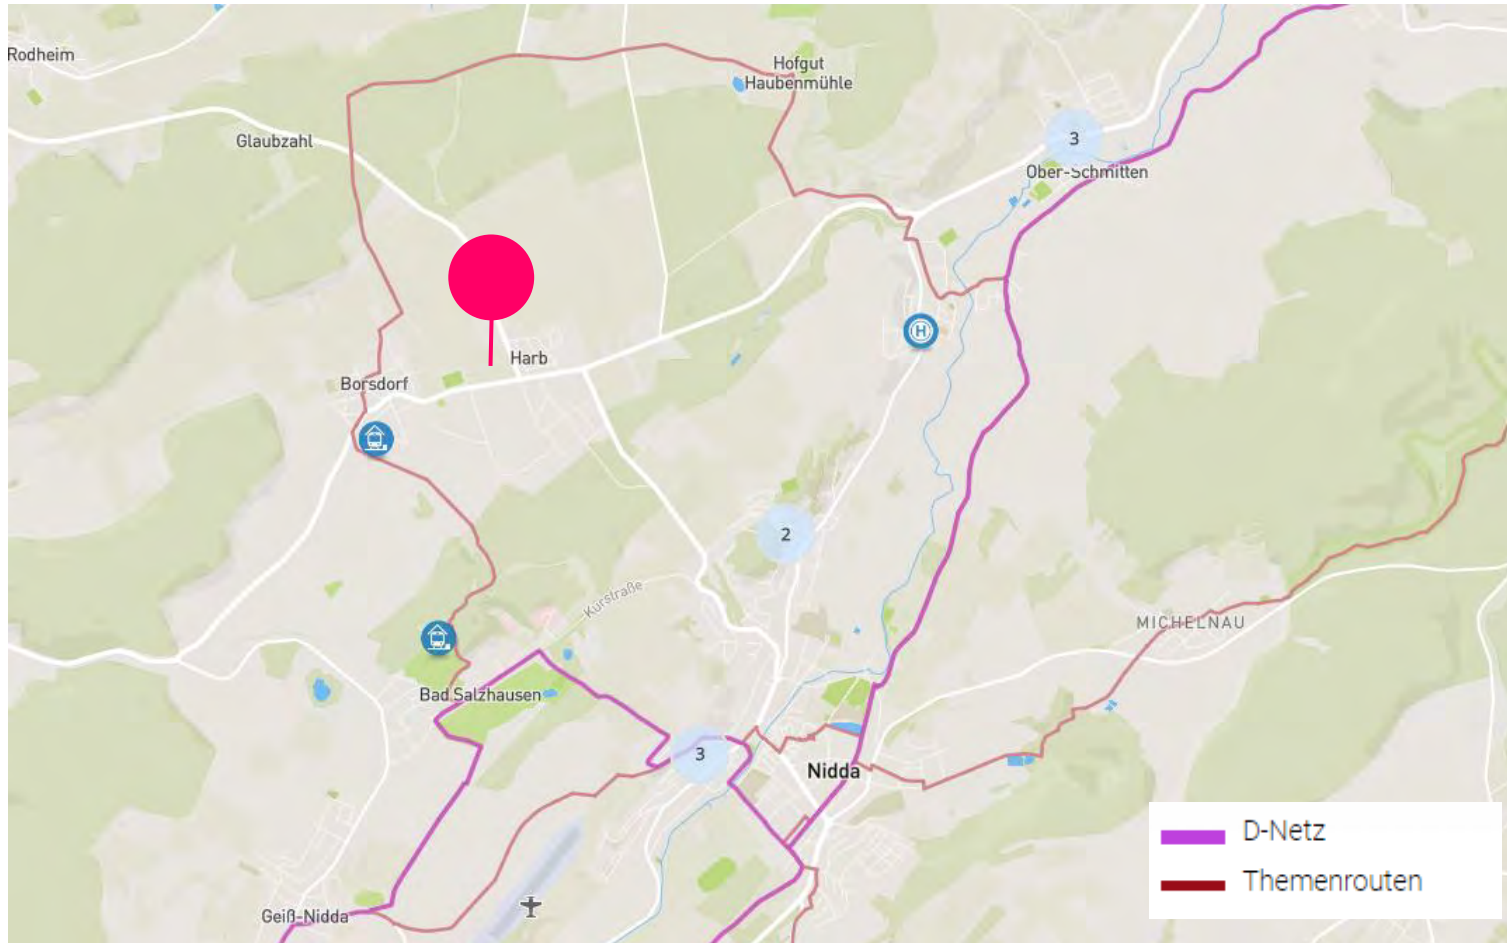 Rodheim
Hofgut
Haubenmühle
Glaubzahl
3
Ober-Schmitten
H
Harb
Borsdorf
2
Kurstraße
MICHELNAU
Bad Salzhausen
3
Nidda
D-Netz
Themenrouten
Geiß-Nidda